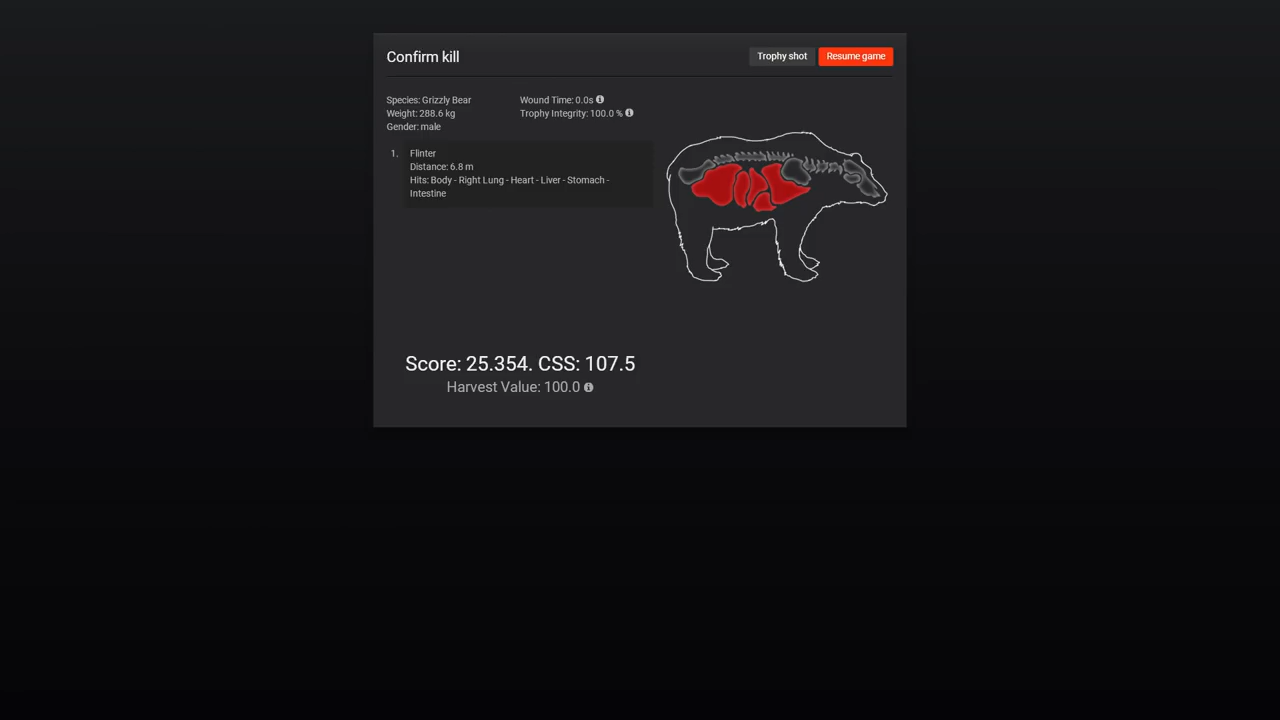 Confirm kill
Trophy shot
Resume game
Species: Grizzly Bear
Weight: 288.6 kg
Gender: male
Wound Time: 0.0s
Trophy Integrity: 100.0 %
1.
Flinter
Distance: 6.8 m
Hits: Body - Right Lung - Heart - Liver - Stomach -
Intestine
Score: 25.354. CSS: 107.5
Harvest Value: 100.0